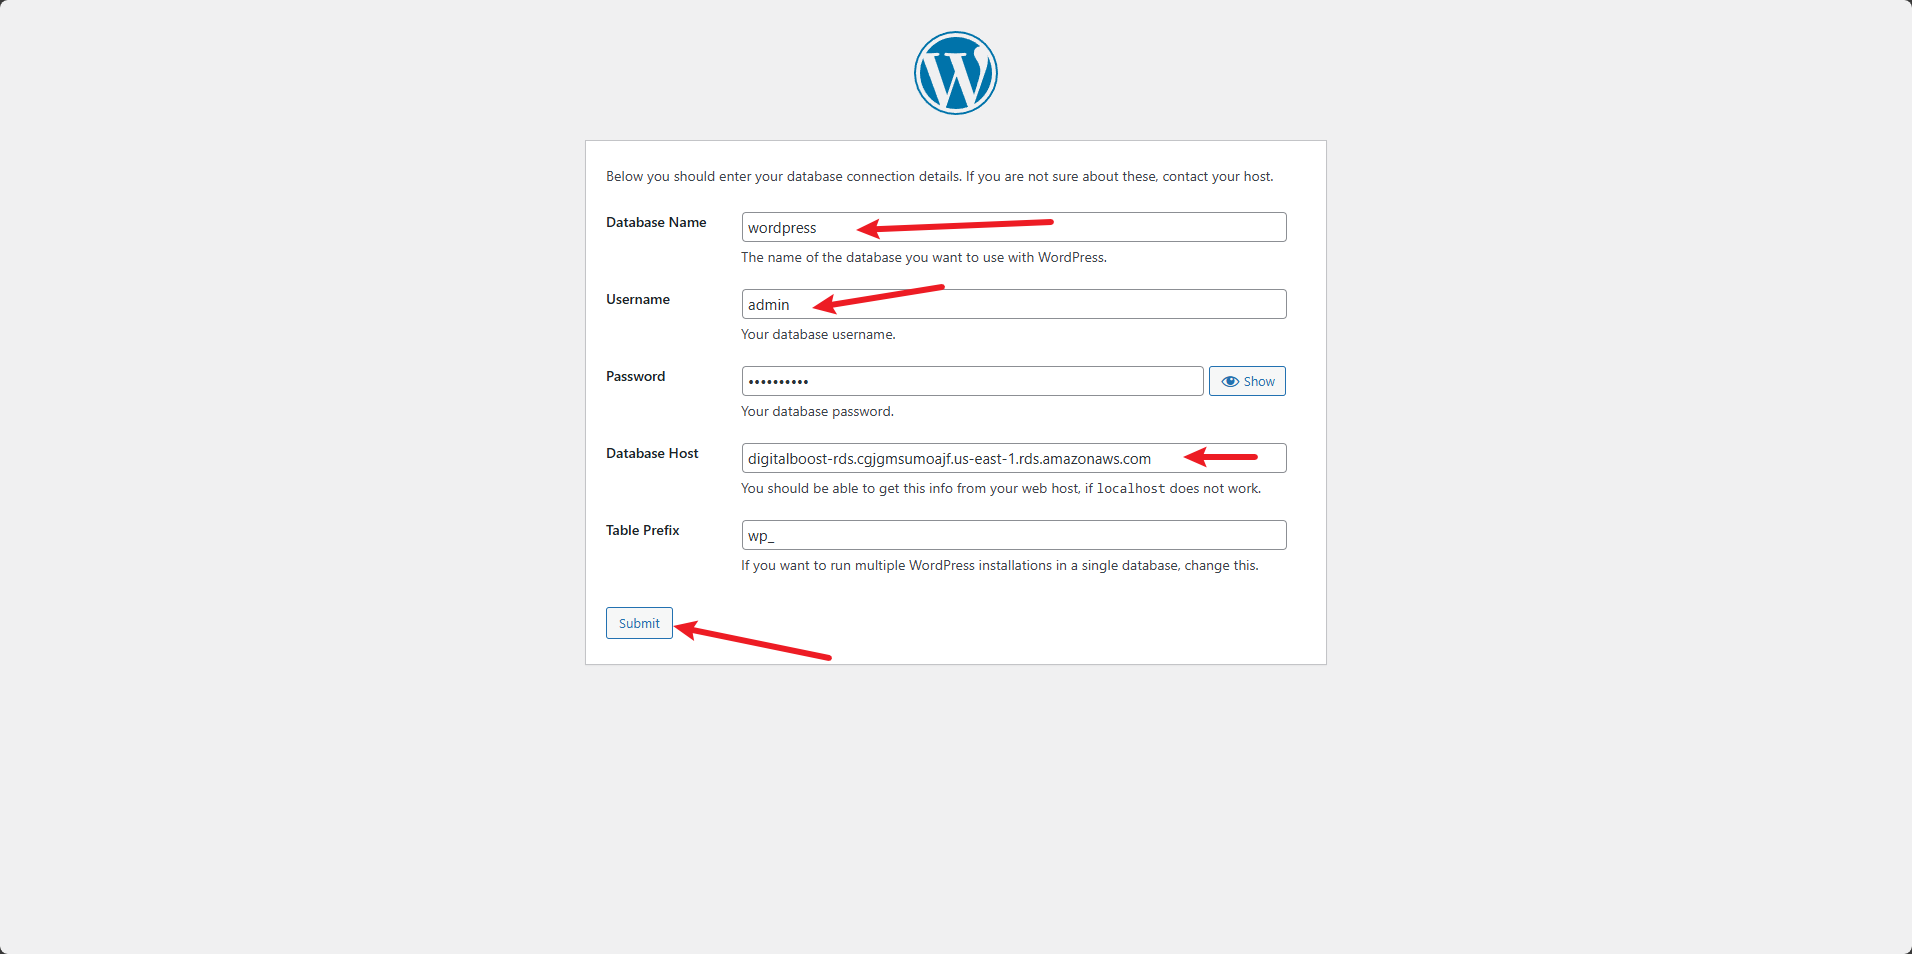 Below you should enter your database connection details. If you are not sure about these, contact your host.
Database Name
wordpress
The name of the database you want to use with WordPress.
Username
admin
Your database username.
Password
••••••••••
Show
Your database password.
Database Host
digitalboost-rds.cgjgmsumoajf.us-east-1.rds.amazonaws.com
You should be able to get this info from your web host, if localhost does not work.
Table Prefix
wp_
If you want to run multiple WordPress installations in a single database, change this.
Submit